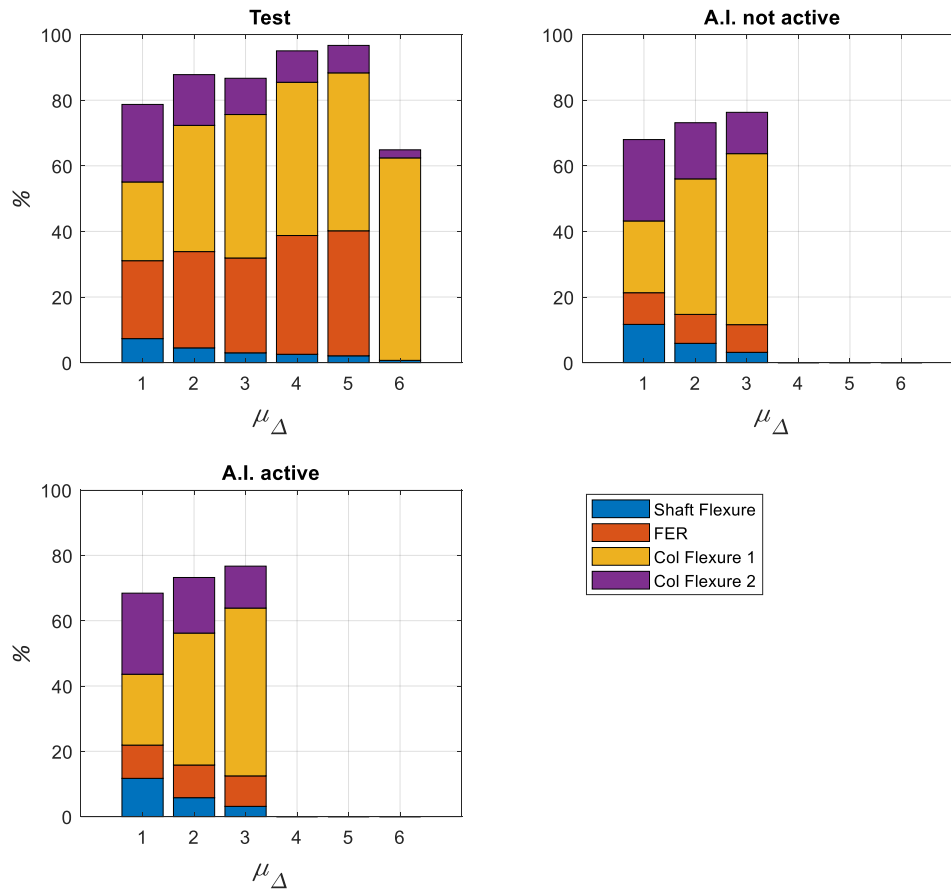 Test
100
80
60
40
20
0
%
1 2 3 4 5 6
μ_Δ
A.I. not active
100
80
60
40
20
0
1 2 3 4 5 6
μ_Δ
A.I. active
100
80
60
40
20
0
%
1 2 3 4 5 6
μ_Δ
Shaft Flexure
FER
Col Flexure 1
Col Flexure 2